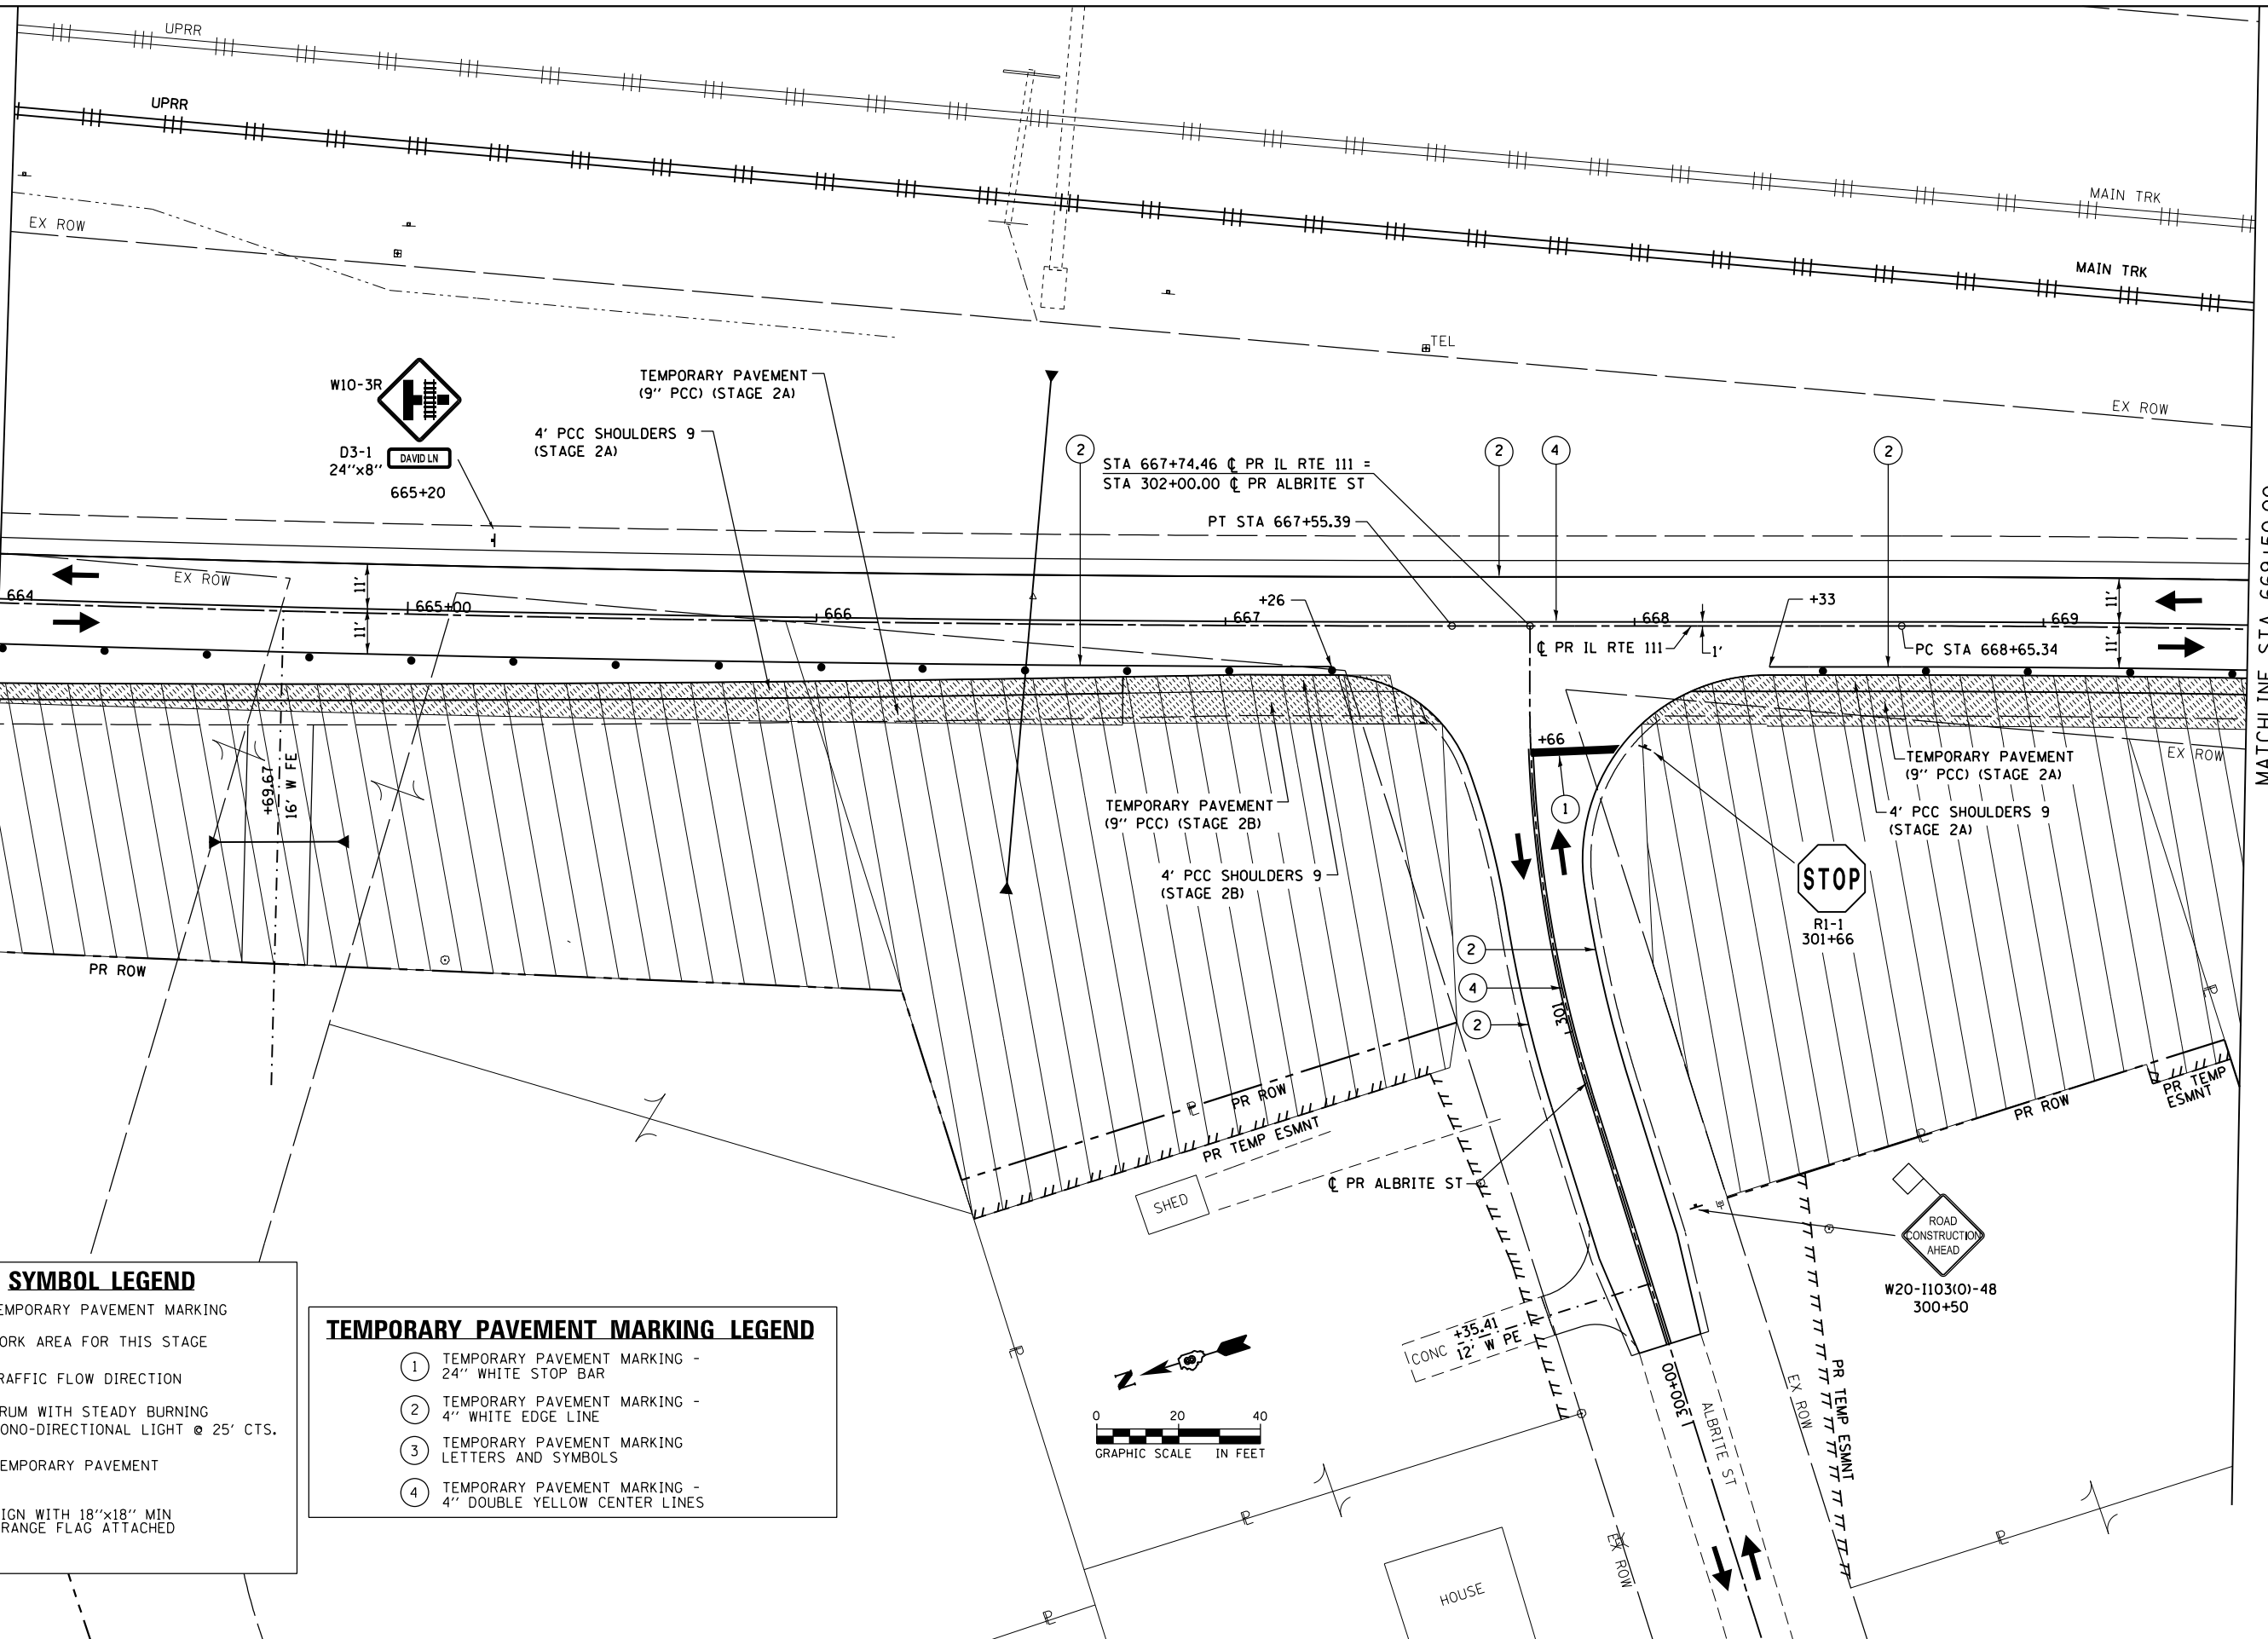 UPRR
UPRR
MAIN TRK
MAIN TRK
EX ROW
TEL
EX ROW
W10-3R
D3-1
24''x8''
DAVID LN
665+20
TEMPORARY PAVEMENT
(9'' PCC) (STAGE 2A)
4' PCC SHOULDERS 9
(STAGE 2A)
2
STA 667+74.46 ℄ PR IL RTE 111 =
STA 302+00.00 ℄ PR ALBRITE ST
PT STA 667+55.39
2
4
2
MATCHLINE STA 669+50.00
EX ROW
11'
11'
664
665+00
666
667
+26
668
+33
669
11'
11'
℄ PR IL RTE 111
1'
PC STA 668+65.34
+69.67
16' W FE
+66
1
EX ROW
TEMPORARY PAVEMENT
(9'' PCC) (STAGE 2A)
4' PCC SHOULDERS 9
(STAGE 2A)
TEMPORARY PAVEMENT
(9'' PCC) (STAGE 2B)
4' PCC SHOULDERS 9
(STAGE 2B)
STOP
R1-1
301+66
2
4
2
301
PR ROW
PR ROW
PR TEMP ESMNT
PR ROW
PR TEMP
ESMNT
℄ PR ALBRITE ST
SHED
ROAD
CONSTRUCTION
AHEAD
W20-I103(0)-48
300+50
CONC
+35.41
12' W PE
300+00
ALBRITE ST
EX ROW
PR TEMP ESMNT
EX ROW
HOUSE
N
0 20 40
GRAPHIC SCALE IN FEET
SYMBOL LEGEND
EMPORARY PAVEMENT MARKING
ORK AREA FOR THIS STAGE
RAFFIC FLOW DIRECTION
RUM WITH STEADY BURNING
ONO-DIRECTIONAL LIGHT @ 25' CTS.
EMPORARY PAVEMENT
IGN WITH 18''x18'' MIN
RANGE FLAG ATTACHED
TEMPORARY PAVEMENT MARKING LEGEND
1 TEMPORARY PAVEMENT MARKING -
24'' WHITE STOP BAR
2 TEMPORARY PAVEMENT MARKING -
4'' WHITE EDGE LINE
3 TEMPORARY PAVEMENT MARKING
LETTERS AND SYMBOLS
4 TEMPORARY PAVEMENT MARKING -
4'' DOUBLE YELLOW CENTER LINES